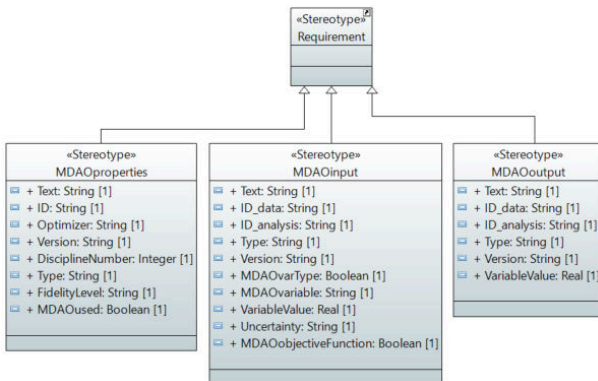 «Stereotype»
Requirement
«Stereotype»
MDAOproperties
+ Text: String [1]
+ ID: String [1]
+ Optimizer: String [1]
+ Version: String [1]
+ DisciplineNumber: Integer [1]
+ Type: String [1]
+ FidelityLevel: String [1]
+ MDAOused: Boolean [1]
«Stereotype»
MDAOinput
+ Text: String [1]
+ ID_data: String [1]
+ ID_analysis: String [1]
+ Type: String [1]
+ Version: String [1]
+ MDAOvarType: Boolean [1]
+ MDAOvariable: String [1]
+ VariableValue: Real [1]
+ Uncertainty: String [1]
+ MDAOobjectiveFunction: Boolean [1]
«Stereotype»
MDAOoutput
+ Text: String [1]
+ ID_data: String [1]
+ ID_analysis: String [1]
+ Type: String [1]
+ Version: String [1]
+ VariableValue: Real [1]